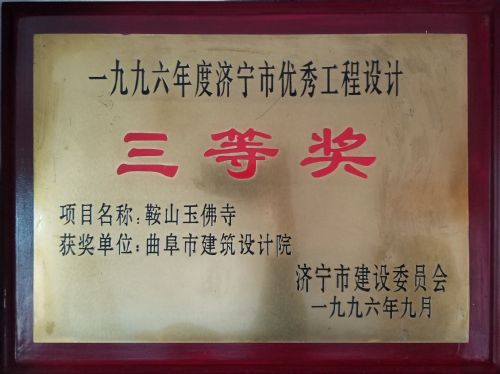 一九九六年度济宁市优秀工程设计
三等奖
项目名称：鞍山玉佛寺
获奖单位：曲阜市建筑设计院
济宁市建设委员会
一九九六年九月